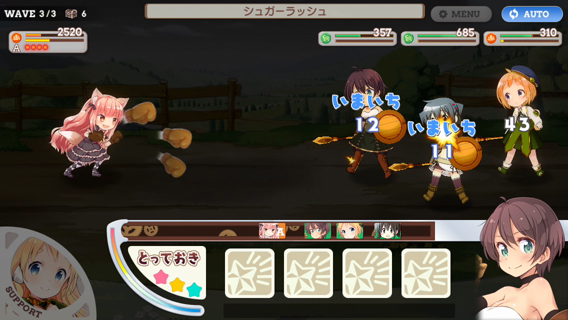 WAVE 3/3
6
シュガーラッシュ
MENU
AUTO
2520
A
357
685
310
いまいち
12
いまいち
11
43
A
とっておき
SUPPORT